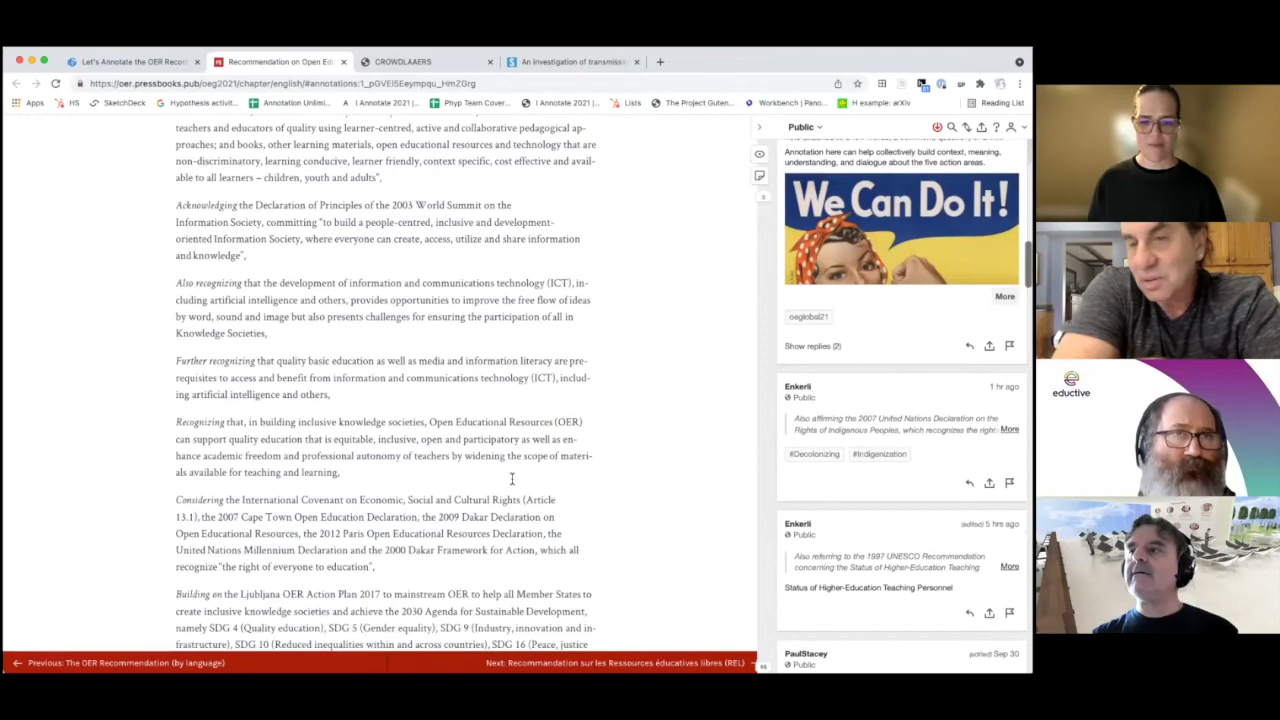 Let's Annotate the OER Recom
Recommendation on Open Edu
CROWDLAAERS
An investigation of transmiss
https://oer.pressbooks.pub/oeg2021/chapter/english/#annotations:1_pGVEI5Eeympqu_HmZGrg
Apps
HS
SketchDeck
Hypothesis activit...
Annotation Unlimi...
I Annotate 2021 |...
Phyp Team Cover...
I Annotate 2021 |...
Lists
The Project Guten...
Workbench | Panio...
H example: arXiv
Reading List
teachers and educators of quality using learner-centred, active and collaborative pedagogical ap-
proaches; and books, other learning materials, open educational resources and technology that are
non-discriminatory, learning conducive, learner friendly, context specific, cost effective and avail-
able to all learners – children, youth and adults",
Acknowledging the Declaration of Principles of the 2003 World Summit on the
Information Society, committing "to build a people-centred, inclusive and development-
oriented Information Society, where everyone can create, access, utilize and share information
and knowledge",
Also recognizing that the development of information and communications technology (ICT), in-
cluding artificial intelligence and others, provides opportunities to improve the free flow of ideas
by word, sound and image but also presents challenges for ensuring the participation of all in
Knowledge Societies,
Further recognizing that quality basic education as well as media and information literacy are pre-
requisites to access and benefit from information and communications technology (ICT), includ-
ing artificial intelligence and others,
Recognizing that, in building inclusive knowledge societies, Open Educational Resources (OER)
can support quality education that is equitable, inclusive, open and participatory as well as en-
hance academic freedom and professional autonomy of teachers by widening the scope of materi-
als available for teaching and learning,
Considering the International Covenant on Economic, Social and Cultural Rights (Article
13.1), the 2007 Cape Town Open Education Declaration, the 2009 Dakar Declaration on
Open Educational Resources, the 2012 Paris Open Educational Resources Declaration, the
United Nations Millennium Declaration and the 2000 Dakar Framework for Action, which all
recognize "the right of everyone to education",
Building on the Ljubljana OER Action Plan 2017 to mainstream OER to help all Member States to
create inclusive knowledge societies and achieve the 2030 Agenda for Sustainable Development,
namely SDG 4 (Quality education), SDG 5 (Gender equality), SDG 9 (Industry, innovation and in-
frastructure), SDG 10 (Reduced inequalities within and across countries), SDG 16 (Peace, justice
Previous: The OER Recommendation (by language)
Next: Recommandation sur les Ressources éducatives libres (REL)
Public
Annotation here can help collectively build context, meaning,
understanding, and dialogue about the five action areas.
We Can Do It!
More
oeglobal21
Show replies (2)
Enkerli
1 hr ago
Public
Also affirming the 2007 United Nations Declaration on the
Rights of Indigenous Peoples, which recognizes the right
More
#Decolonizing
#Indigenization
Enkerli
(edited) 5 hrs ago
Public
Also referring to the 1997 UNESCO Recommendation
concerning the Status of Higher-Education Teaching
More
Status of Higher-Education Teaching Personnel
PaulStacey
(edited) Sep 30
Public
48
eductive